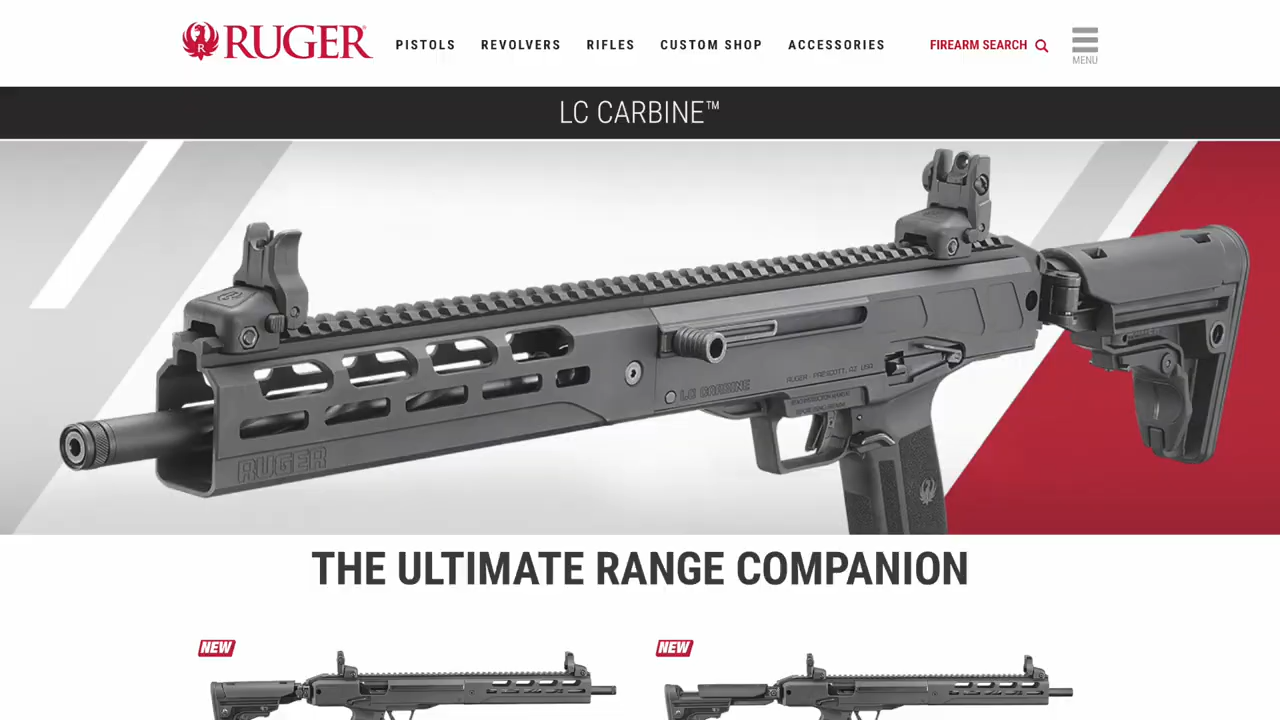 RUGER
PISTOLS REVOLVERS RIFLES CUSTOM SHOP ACCESSORIES FIREARM SEARCH
MENU
LC CARBINE™
LC CARBINE
RUGER - PRESCOTT, AZ USA
RUGER
THE ULTIMATE RANGE COMPANION
NEW NEW